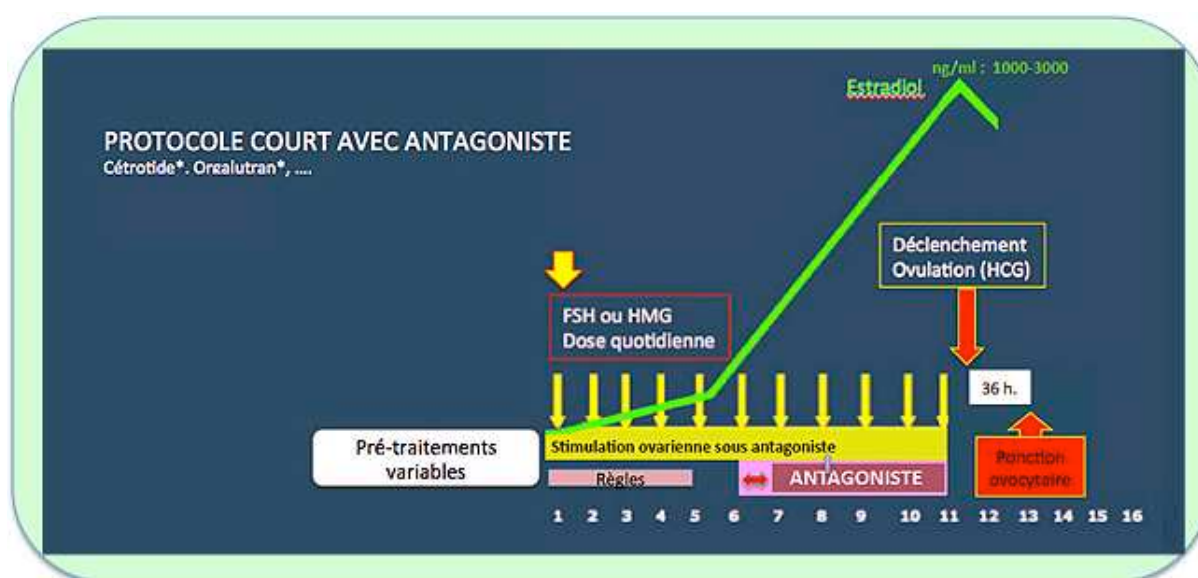 ng/ml : 1000-3000
Estradiol
PROTOCOLE COURT AVEC ANTAGONISTE
Cétrotide*. Orgalutran*, ....
Déclenchement
Ovulation (HCG)
FSH ou HMG
Dose quotidienne
36 h.
Pré-traitements
variables
Stimulation ovarienne sous antagoniste
Règles
ANTAGONISTE
Ponction
ovocytaire
1 2 3 4 5 6 7 8 9 10 11 12 13 14 15 16